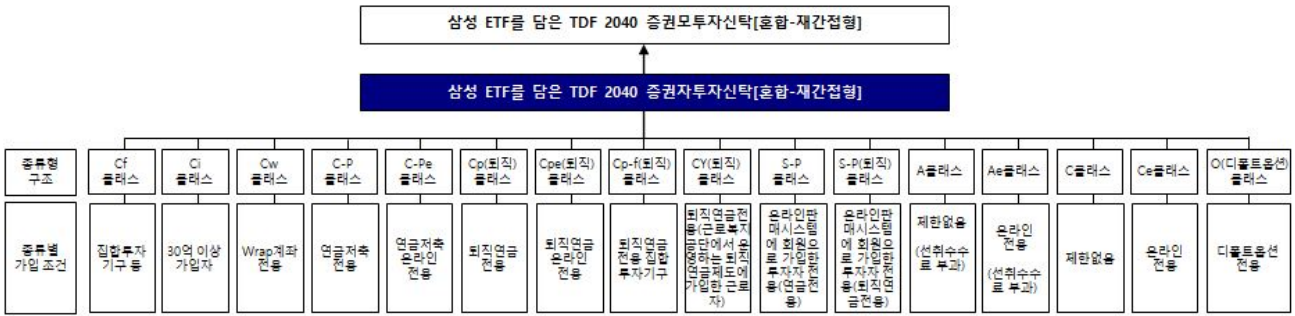 삼성 ETF를 담은 TDF 2040 증권모투자신탁[혼합-재간접형]
삼성 ETF를 담은 TDF 2040 증권자투자신탁[혼합-재간접형]
종류형
구조
Cf
클래스
Ci
클래스
Cw
클래스
C-P
클래스
C-Pe
클래스
Cp(퇴직)
클래스
Cpe(퇴직)
클래스
Cp-f(퇴직)
클래스
CY(퇴직)
클래스
S-P
클래스
S-P(퇴직)
클래스
A클래스
Ae클래스
C클래스
Ce클래스
O(디폴트옵션)
클래스
종류별
가입 조건
집합투자
기구 등
30억 이상
가입자
Wrap계좌
전용
연금저축
전용
연금저축
온라인
전용
퇴직연금
전용
퇴직연금
온라인
전용
퇴직연금
전용 집합
투자기구
퇴직연금전
용(근로복지
공단에서 운
영하는 퇴직
연금제도에
가입한 근로
자)
온라인판
매시스템
에 회원으
로 가입한
투자자 전
용(연금전
용)
온라인판
매시스템
에 회원으
로 가입한
투자자 전
용(퇴직연
금전용)
제한없음
(선취수수
료 부과)
온라인
전용
(선취수수
료 부과)
제한없음
온라인
전용
디폴트옵션
전용